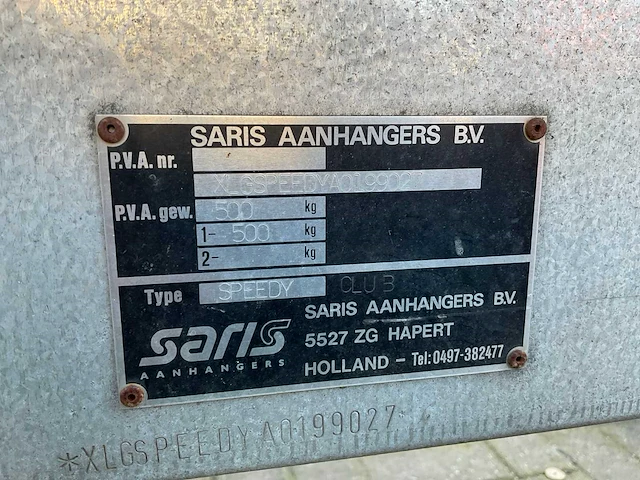 SARIS AANHANGERS B.V.
P.V.A. nr.
XLGSPEEDYA0199027
P.V.A. gew. 500 kg
1- 500 kg
2- kg
Type SPEEDY CLUB
saris
AANHANGERS
SARIS AANHANGERS B.V.
5527 ZG HAPERT
HOLLAND - Tel: 0497-382477
*XLGSPEEDYA0199027